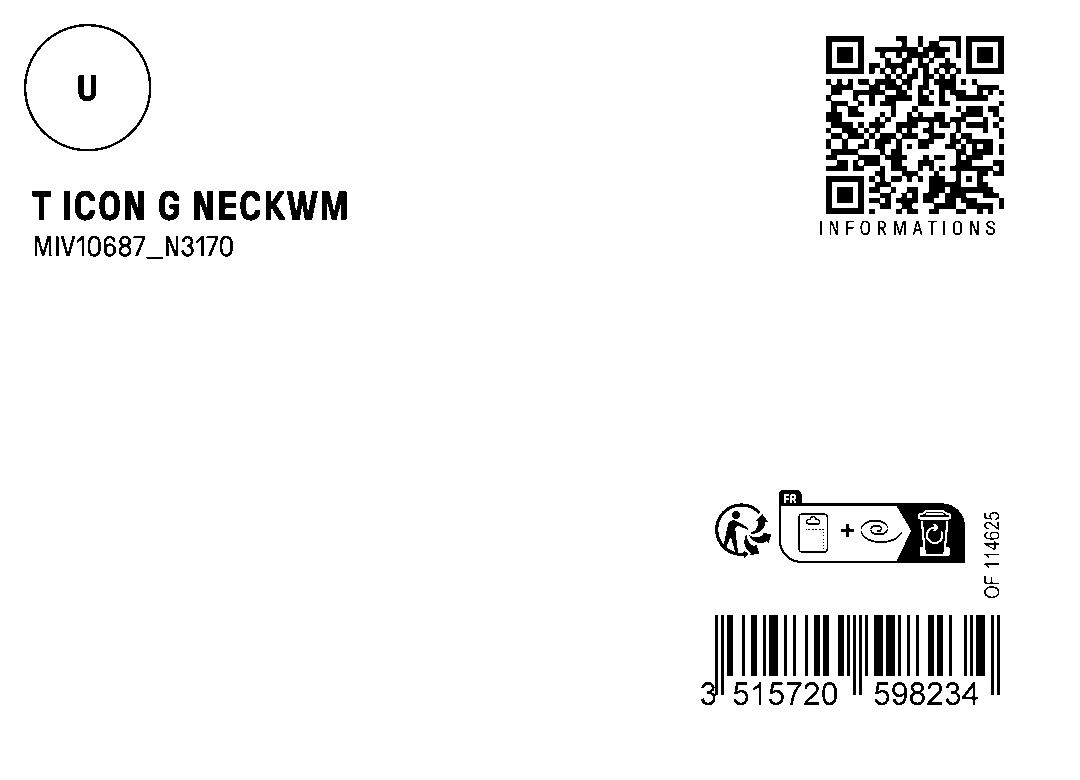 U
T ICON G NECKWM
MIV10687_N3170
INFORMATIONS
FR
+
OF 114625
3 515720 598234